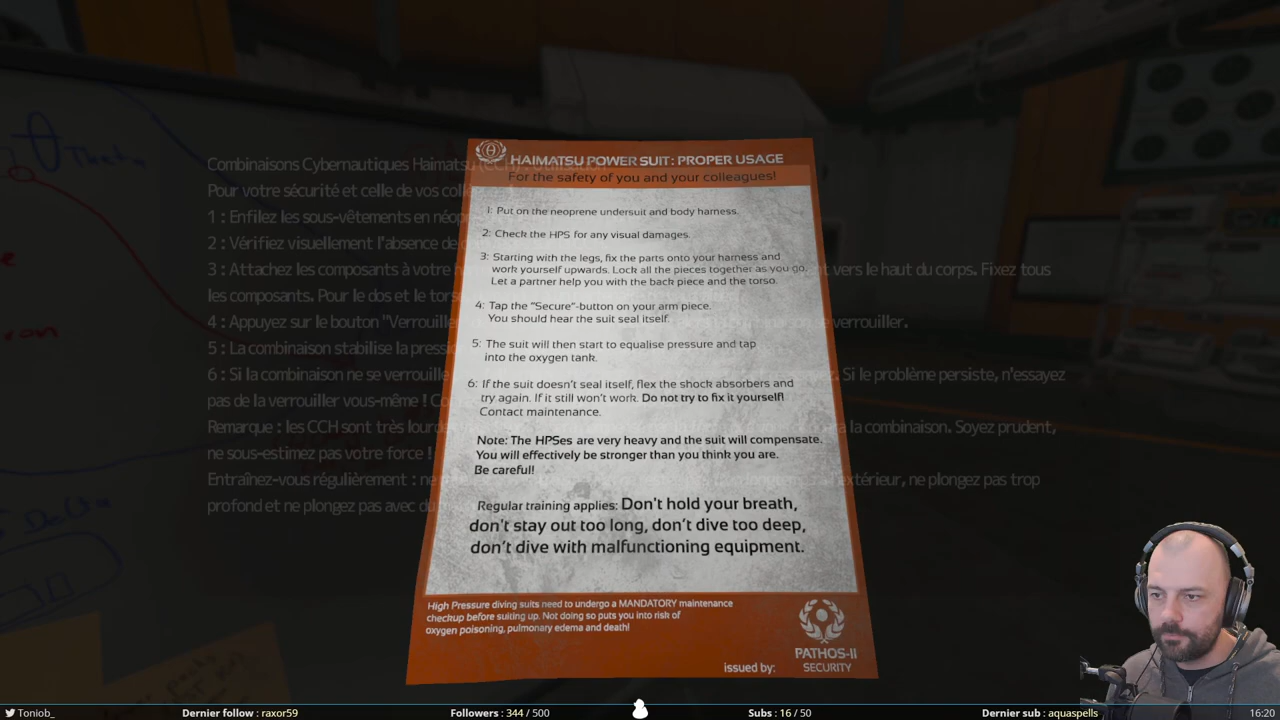 HAIMATSU POWER SUIT: PROPER USAGE
For the safety of you and your colleagues!
1: Put on the neoprene undersuit and body harness.
2: Check the HPS for any visual damages.
3: Starting with the legs, fix the parts onto your harness and
work yourself upwards. Lock all the pieces together as you go.
Let a partner help you with the back piece and the torso.
4: Tap the "Secure"-button on your arm piece.
You should hear the suit seal itself.
5: The suit will then start to equalise pressure and tap
into the oxygen tank.
6: If the suit doesn't seal itself, flex the shock absorbers and
try again. If it still won't work. Do not try to fix it yourself!
Contact maintenance.
Note: The HPSes are very heavy and the suit will compensate.
You will effectively be stronger than you think you are.
Be careful!
Regular training applies: Don't hold your breath,
don't stay out too long, don't dive too deep,
don't dive with malfunctioning equipment.
High Pressure diving suits need to undergo a MANDATORY maintenance
checkup before suiting up. Not doing so puts you into risk of
oxygen poisoning, pulmonary edema and death!
issued by:
PATHOS-II
SECURITY
Combinaisons Cybernautiques Haimatsu
Pour votre sécurité et celle de vos
1 : Enfilez les sous-vêtements en
2 : Vérifiez visuellement l'absence de
3 : Attachez les composants à votre vers le haut du corps. Fixez tous
les composants. Pour le dos et le
4 : Appuyez sur le bouton "Verrouiller verrouiller.
5 : La combinaison stabilise la
6 : Si la combinaison ne se verrouille Si le problème persiste, n'essayez
pas de la verrouiller vous-même !
Remarque : les CCH sont très la combinaison. Soyez prudent,
ne sous-estimez pas votre force !
Entraînez-vous régulièrement : ne ne plongez pas trop
profond et ne plongez pas avec
Theta
Delta
Toniob_
Dernier follow : raxor59
Followers : 344 / 500
Subs : 16 / 50
Dernier sub : aquaspells
16:20